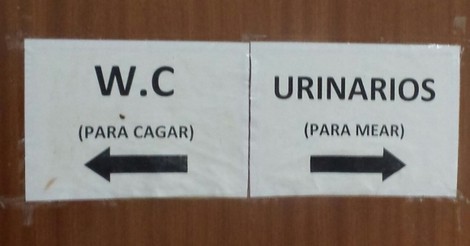 W.C
(PARA CAGAR)
URINARIOS
(PARA MEAR)